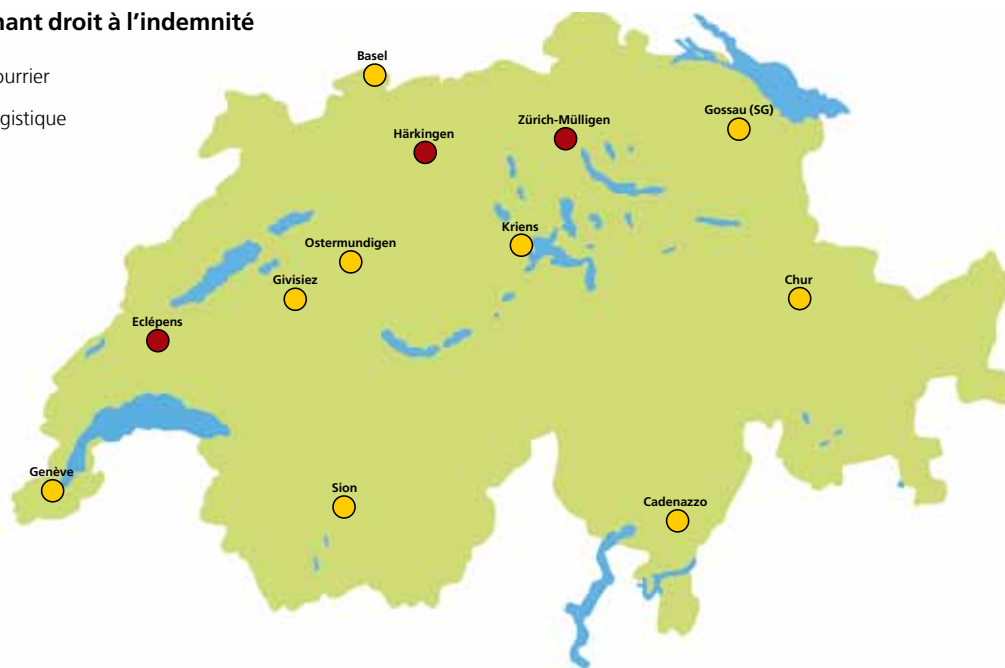 nant droit à l'indemnité
ourrier
gistique
Basel
Gossau (SG)
Zürich-Mülligen
Härkingen
Kriens
Ostermundigen
Givisiez
Chur
Eclépens
Genève
Sion
Cadenazzo